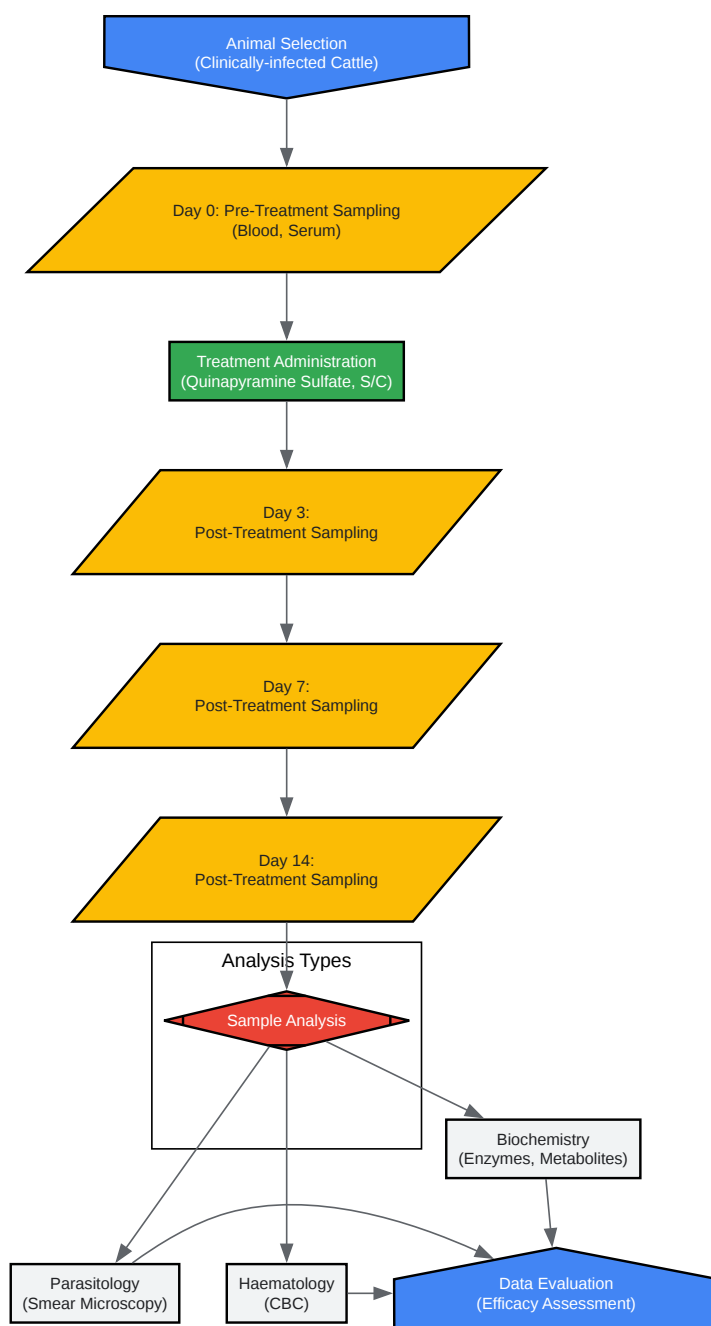 Animal Selection
(Clinically-infected Cattle)
Day 0: Pre-Treatment Sampling
(Blood, Serum)
Treatment Administration
(Quinapyramine Sulfate, S/C)
Day 3:
Post-Treatment Sampling
Day 7:
Post-Treatment Sampling
Day 14:
Post-Treatment Sampling
Analysis Types
Sample Analysis
Biochemistry
(Enzymes, Metabolites)
Parasitology
(Smear Microscopy)
Haematology
(CBC)
Data Evaluation
(Efficacy Assessment)